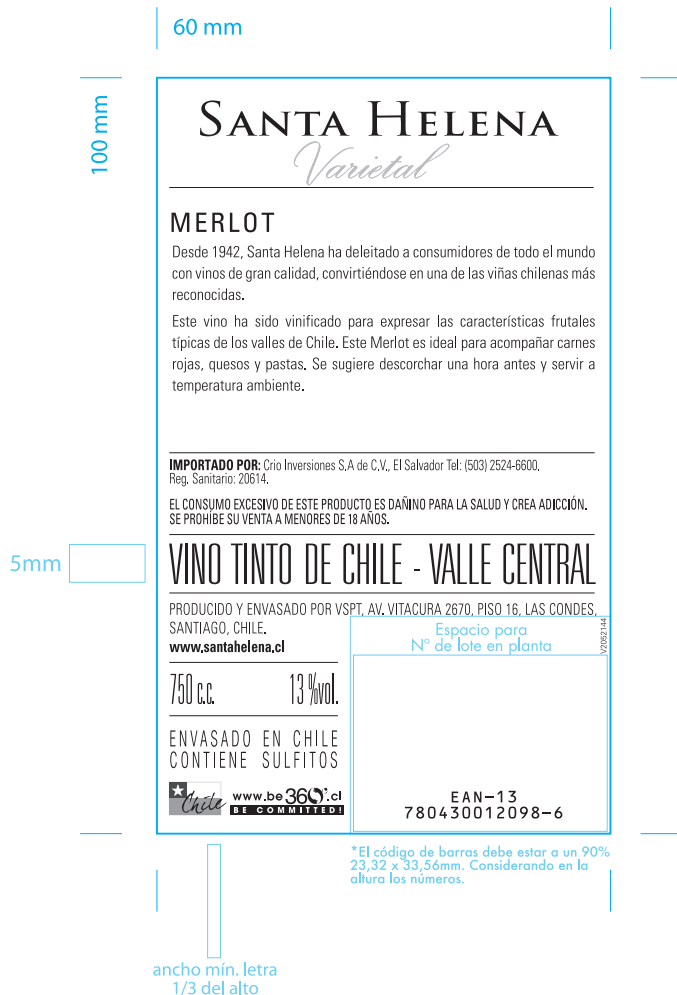 60 mm
100 mm
SANTA HELENA
Varietal
MERLOT
Desde 1942, Santa Helena ha deleitado a consumidores de todo el mundo
con vinos de gran calidad, convirtiéndose en una de las viñas chilenas más
reconocidas.
Este vino ha sido vinificado para expresar las características frutales
típicas de los valles de Chile. Este Merlot es ideal para acompañar carnes
rojas, quesos y pastas. Se sugiere descorchar una hora antes y servir a
temperatura ambiente.
IMPORTADO POR: Crio Inversiones S.A de C.V., El Salvador Tel: (503) 2524-6600.
Reg. Sanitario: 20614.
EL CONSUMO EXCESIVO DE ESTE PRODUCTO ES DAÑINO PARA LA SALUD Y CREA ADICCIÓN.
SE PROHÍBE SU VENTA A MENORES DE 18 AÑOS.
5mm
VINO TINTO DE CHILE - VALLE CENTRAL
PRODUCIDO Y ENVASADO POR VSPT, AV. VITACURA 2670, PISO 16, LAS CONDES,
SANTIAGO, CHILE.
www.santahelena.cl
Espacio para
N° de lote en planta
V2052144
750 c.c. 13 %vol.
ENVASADO EN CHILE
CONTIENE SULFITOS
Chile
www.be360°.cl
BE COMMITTED!
EAN-13
780430012098-6
*El código de barras debe estar a un 90%
23,32 x 33,56mm. Considerando en la
altura los números.
ancho mín. letra
1/3 del alto